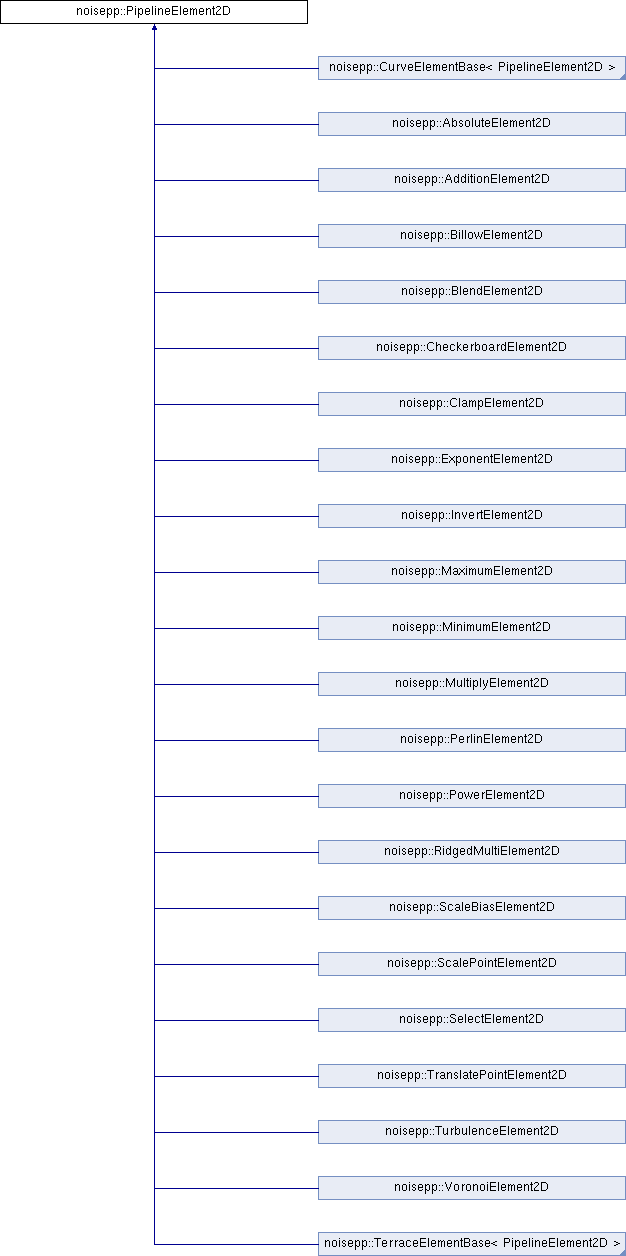 noisepp::PipelineElement2D
noisepp::CurveElementBase< PipelineElement2D >
noisepp::AbsoluteElement2D
noisepp::AdditionElement2D
noisepp::BillowElement2D
noisepp::BlendElement2D
noisepp::CheckerboardElement2D
noisepp::ClampElement2D
noisepp::ExponentElement2D
noisepp::InvertElement2D
noisepp::MaximumElement2D
noisepp::MinimumElement2D
noisepp::MultiplyElement2D
noisepp::PerlinElement2D
noisepp::PowerElement2D
noisepp::RidgedMultiElement2D
noisepp::ScaleBiasElement2D
noisepp::ScalePointElement2D
noisepp::SelectElement2D
noisepp::TranslatePointElement2D
noisepp::TurbulenceElement2D
noisepp::VoronoiElement2D
noisepp::TerraceElementBase< PipelineElement2D >